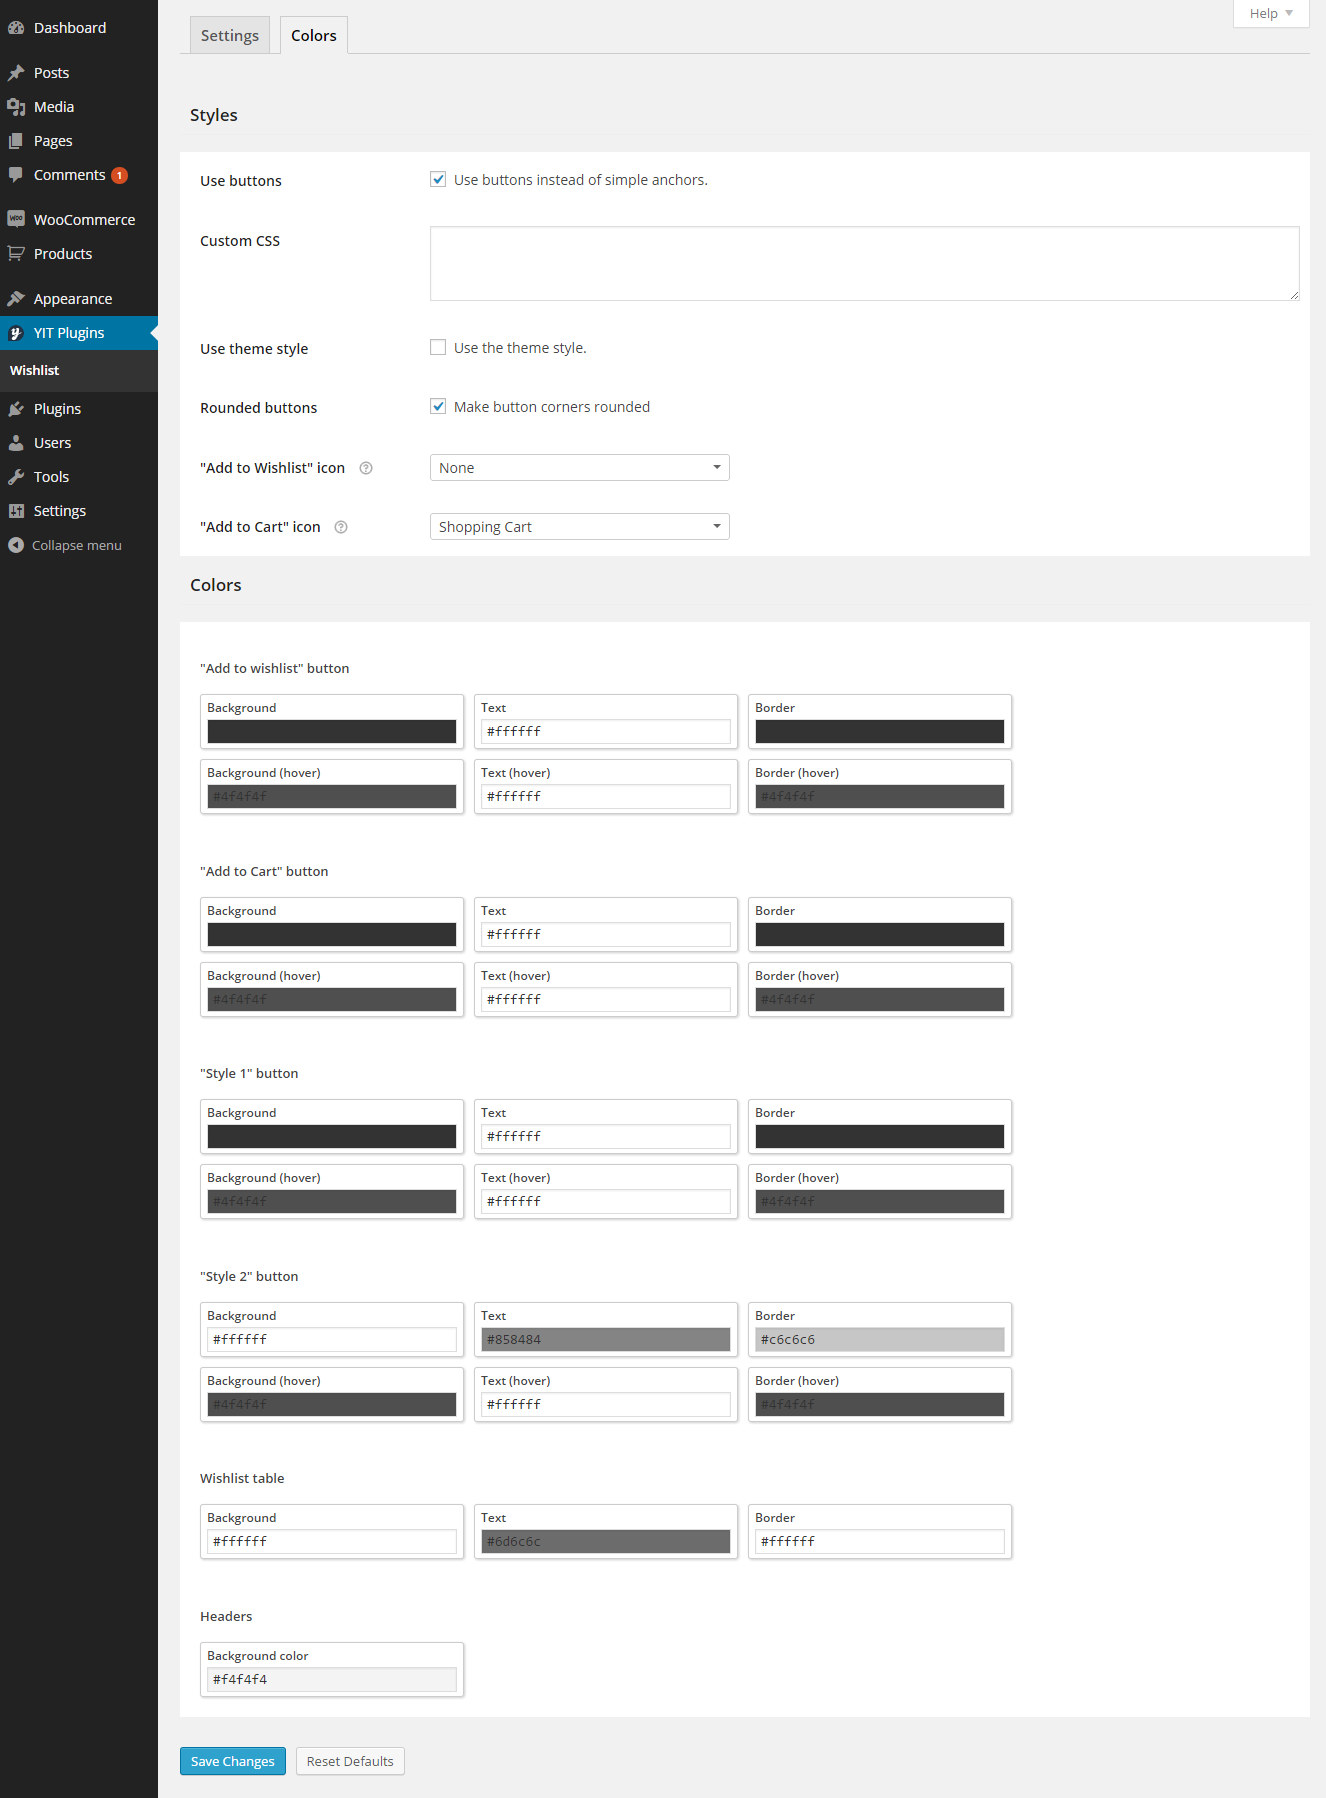 Dashboard
Posts
Media
Pages
Comments 1
WooCommerce
Products
Appearance
YIT Plugins
Wishlist
Plugins
Users
Tools
Settings
Collapse menu
Help
Settings Colors
Styles
Use buttons Use buttons instead of simple anchors.
Custom CSS
Use theme style Use the theme style.
Rounded buttons Make button corners rounded
"Add to Wishlist" icon ? None
"Add to Cart" icon ? Shopping Cart
Colors
"Add to wishlist" button
Background Text Border
#ffffff
Background (hover) Text (hover) Border (hover)
#4f4f4f #ffffff #4f4f4f
"Add to Cart" button
Background Text Border
#ffffff
Background (hover) Text (hover) Border (hover)
#4f4f4f #ffffff #4f4f4f
"Style 1" button
Background Text Border
#ffffff
Background (hover) Text (hover) Border (hover)
#4f4f4f #ffffff #4f4f4f
"Style 2" button
Background Text Border
#ffffff #858484 #c6c6c6
Background (hover) Text (hover) Border (hover)
#4f4f4f #ffffff #4f4f4f
Wishlist table
Background Text Border
#ffffff #6d6c6c #ffffff
Headers
Background color
#f4f4f4
Save Changes Reset Defaults